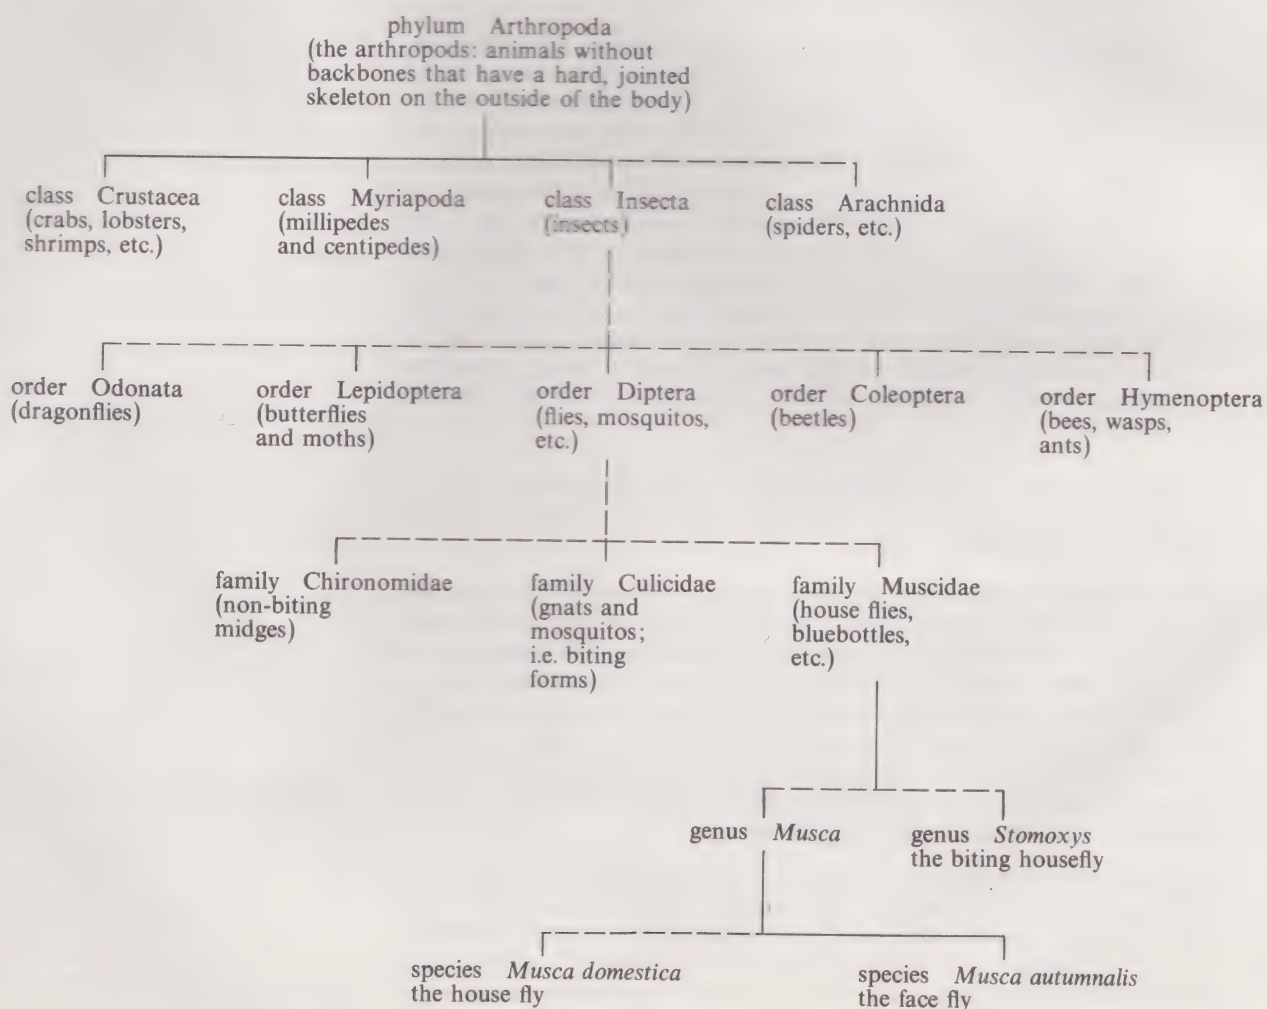 phylum Arthropoda
(the arthropods: animals without
backbones that have a hard, jointed
skeleton on the outside of the body)
class Crustacea
(crabs, lobsters,
shrimps, etc.)
class Myriapoda
(millipedes
and centipedes)
class Insecta
(insects)
class Arachnida
(spiders, etc.)
order Odonata
(dragonflies)
order Lepidoptera
(butterflies
and moths)
order Diptera
(flies, mosquitos,
etc.)
order Coleoptera
(beetles)
order Hymenoptera
(bees, wasps,
ants)
family Chironomidae
(non-biting
midges)
family Culicidae
(gnats and
mosquitos;
i.e. biting
forms)
family Muscidae
(house flies,
bluebottles,
etc.)
genus Musca
genus Stomoxys
the biting housefly
species Musca domestica
the house fly
species Musca autumnalis
the face fly